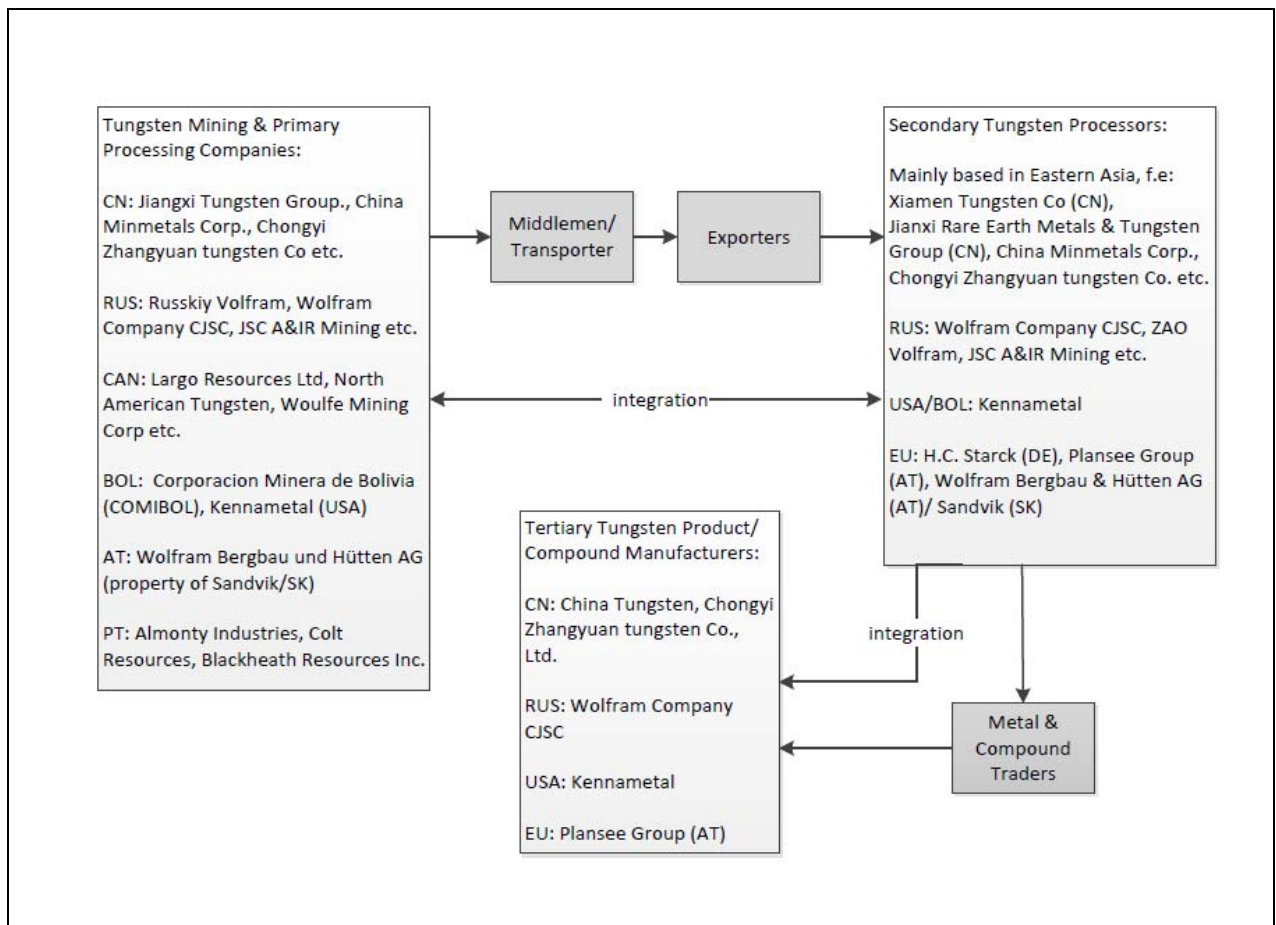 Tungsten Mining & Primary
Processing Companies:
CN: Jiangxi Tungsten Group., China
Minmetals Corp., Chongyi
Zhangyuan tungsten Co etc.
RUS: Russkiy Volfram, Wolfram
Company CJSC, JSC A&IR Mining etc.
CAN: Largo Resources Ltd, North
American Tungsten, Woulfe Mining
Corp etc.
BOL:  Corporacion Minera de Bolivia
(COMIBOL), Kennametal (USA)
AT: Wolfram Bergbau und Hütten AG
(property of Sandvik/SK)
PT: Almonty Industries, Colt
Resources, Blackheath Resources Inc.
Middlemen/
Transporter
Exporters
Secondary Tungsten Processors:
Mainly based in Eastern Asia, f.e:
Xiamen Tungsten Co (CN),
Jianxi Rare Earth Metals & Tungsten
Group (CN), China Minmetals Corp.,
Chongyi Zhangyuan tungsten Co. etc.
RUS: Wolfram Company CJSC, ZAO
Volfram, JSC A&IR Mining etc.
USA/BOL: Kennametal
EU: H.C. Starck (DE), Plansee Group
(AT), Wolfram Bergbau & Hütten AG
(AT)/ Sandvik (SK)
integration
Tertiary Tungsten Product/
Compound Manufacturers:
CN: China Tungsten, Chongyi
Zhangyuan tungsten Co.,
Ltd.
RUS: Wolfram Company
CJSC
USA: Kennametal
EU: Plansee Group (AT)
integration
Metal &
Compound
Traders